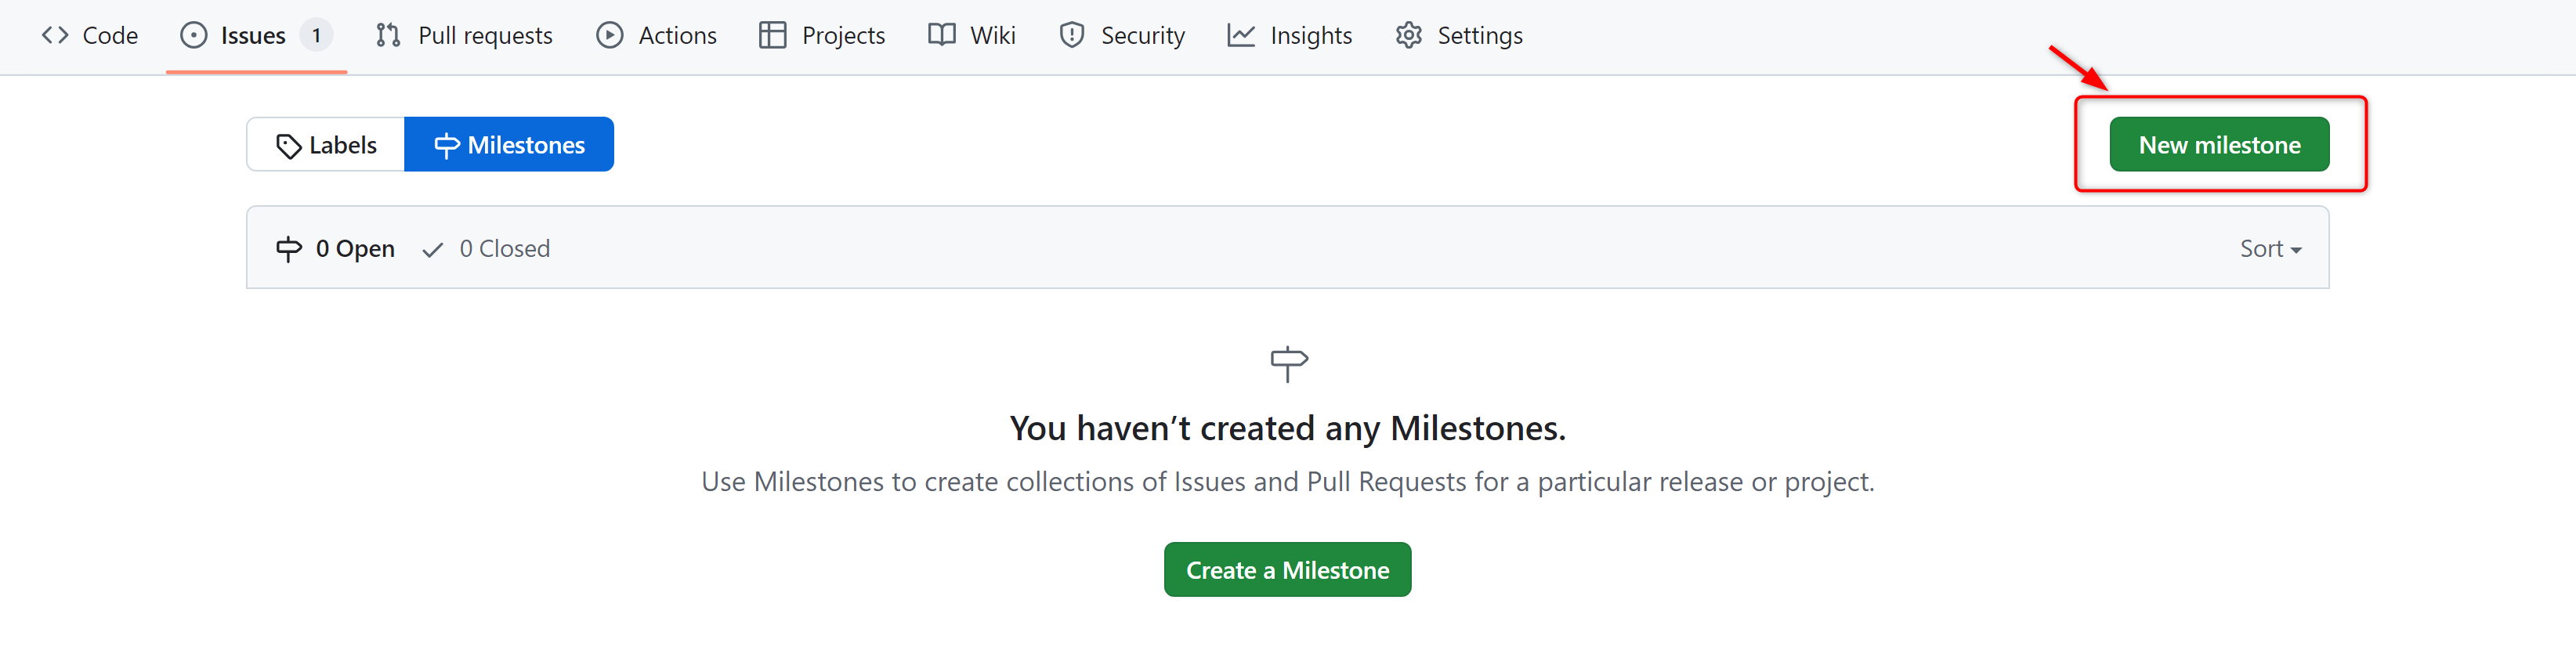 Code Issues 1 Pull requests Actions Projects Wiki Security Insights Settings
Labels Milestones New milestone
0 Open 0 Closed Sort
You haven’t created any Milestones.
Use Milestones to create collections of Issues and Pull Requests for a particular release or project.
Create a Milestone